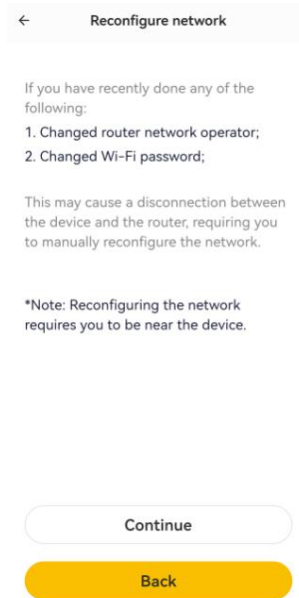 Reconfigure network
If you have recently done any of the
following:
1. Changed router network operator;
2. Changed Wi-Fi password;
This may cause a disconnection between
the device and the router, requiring you
to manually reconfigure the network.
*Note: Reconfiguring the network
requires you to be near the device.
Continue
Back